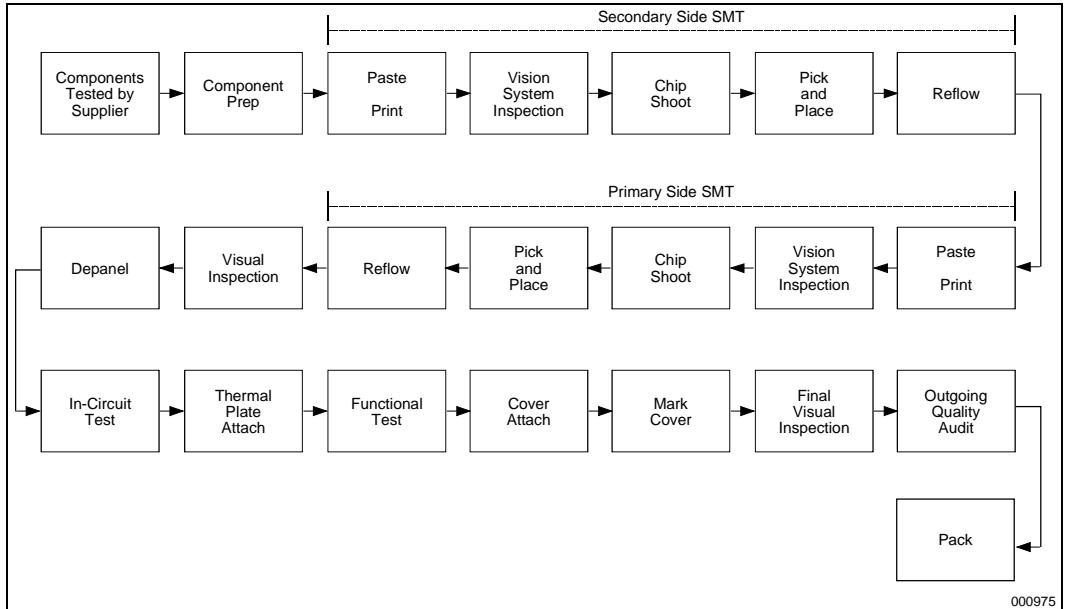 Secondary Side SMT
Components
Tested by
Supplier
Component
Prep
Paste
Print
Vision
System
Inspection
Chip
Shoot
Pick
and
Place
Reflow
Primary Side SMT
Depanel
Visual
Inspection
Reflow
Pick
and
Place
Chip
Shoot
Vision
System
Inspection
Paste
Print
In-Circuit
Test
Thermal
Plate
Attach
Functional
Test
Cover
Attach
Mark
Cover
Final
Visual
Inspection
Outgoing
Quality
Audit
Pack
000975